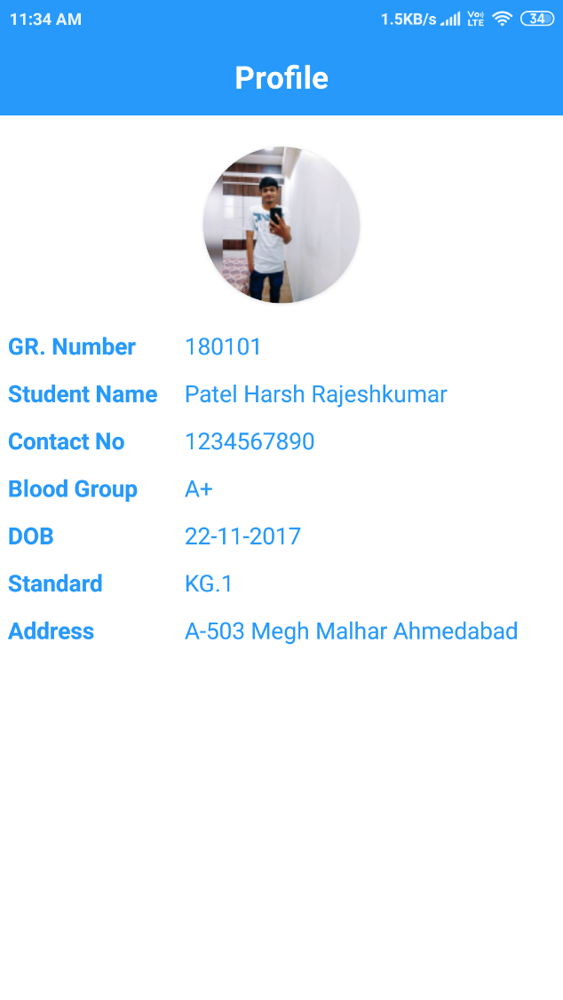 11:34 AM 1.5KB/s Vo) LTE 34
Profile
GR. Number 180101
Student Name Patel Harsh Rajeshkumar
Contact No 1234567890
Blood Group A+
DOB 22-11-2017
Standard KG.1
Address A-503 Megh Malhar Ahmedabad